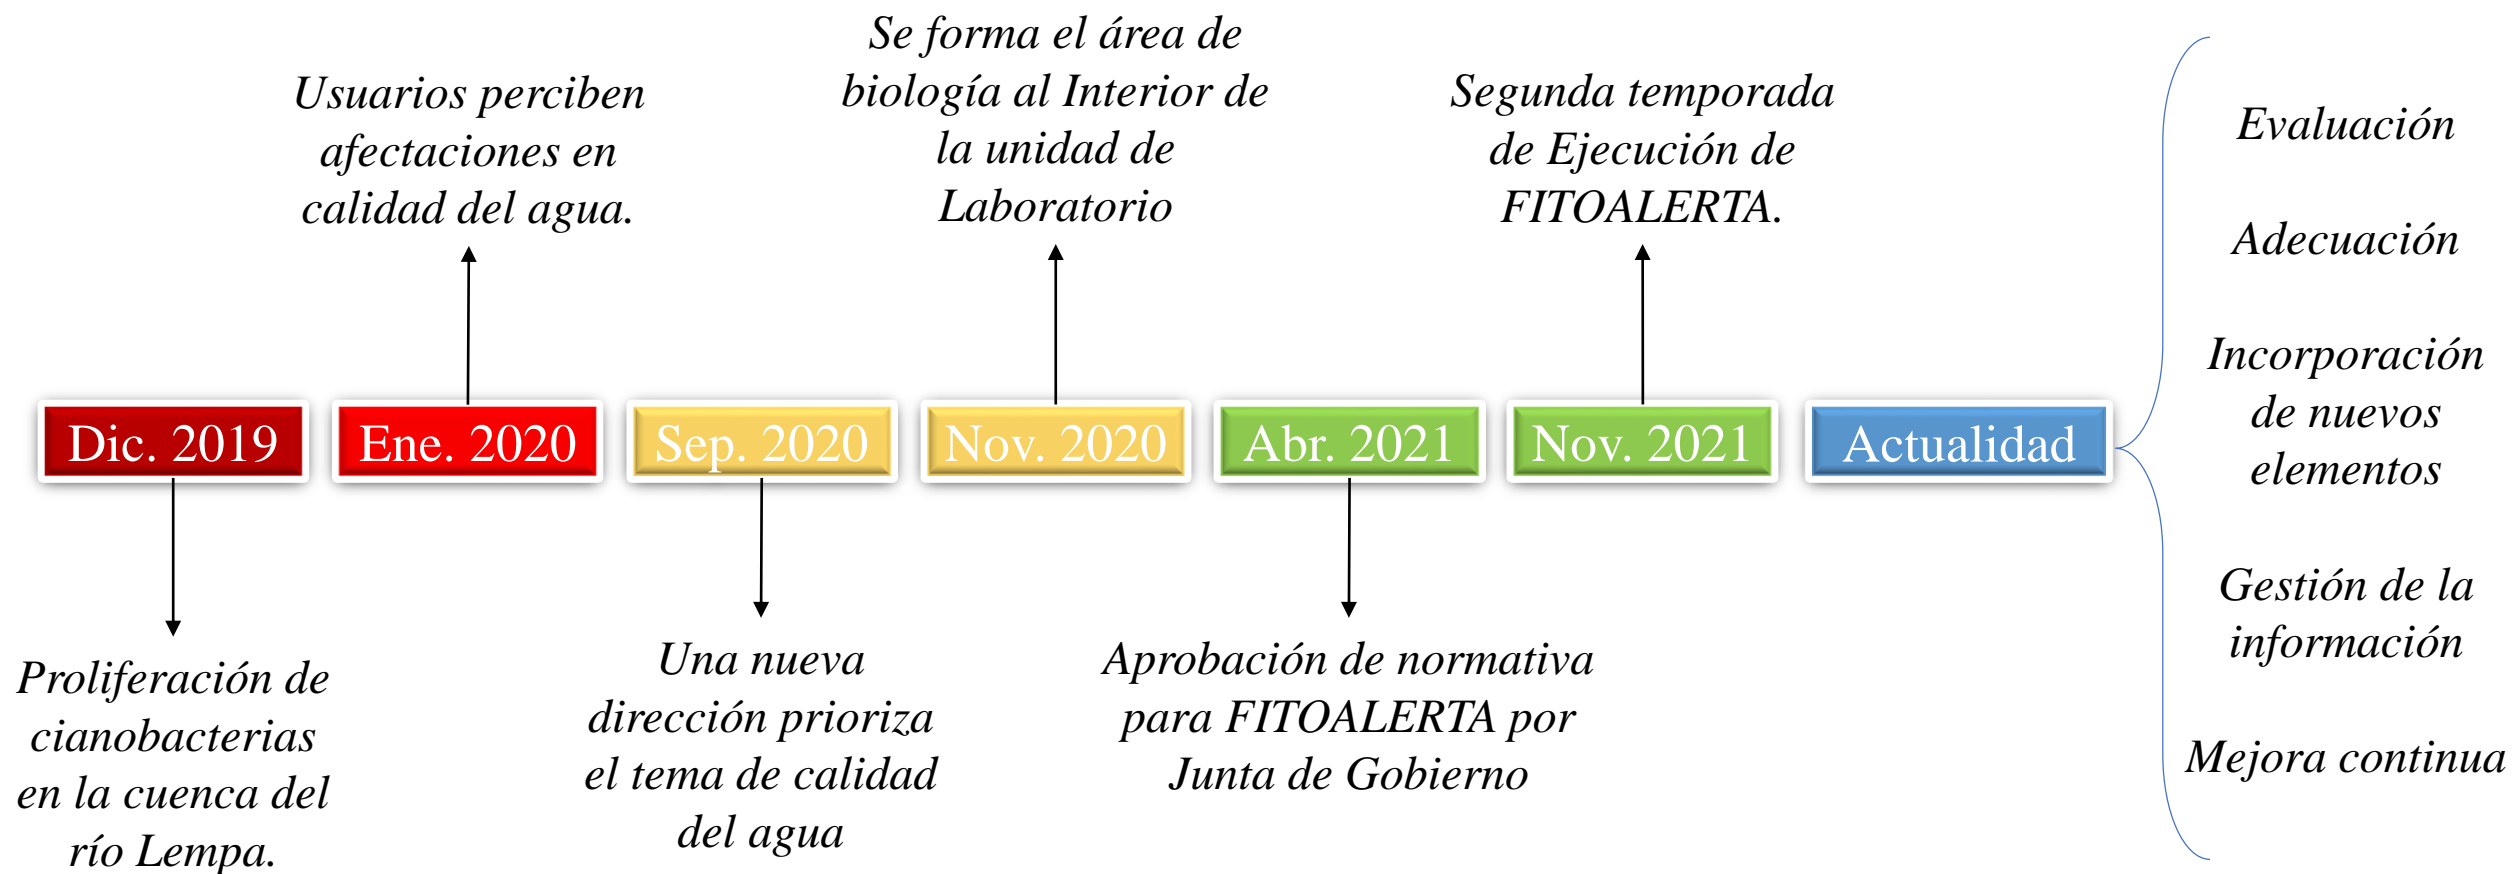 Se forma el área de
biología al Interior de
la unidad de
Laboratorio
Usuarios perciben
afectaciones en
calidad del agua.
Segunda temporada
de Ejecución de
FITOALERTA.
Evaluación
Adecuación
Incorporación
de nuevos
elementos
Gestión de la
información
Mejora continua
Dic. 2019
Ene. 2020
Sep. 2020
Nov. 2020
Abr. 2021
Nov. 2021
Actualidad
Proliferación de
cianobacterias
en la cuenca del
río Lempa.
Una nueva
dirección prioriza
el tema de calidad
del agua
Aprobación de normativa
para FITOALERTA por
Junta de Gobierno